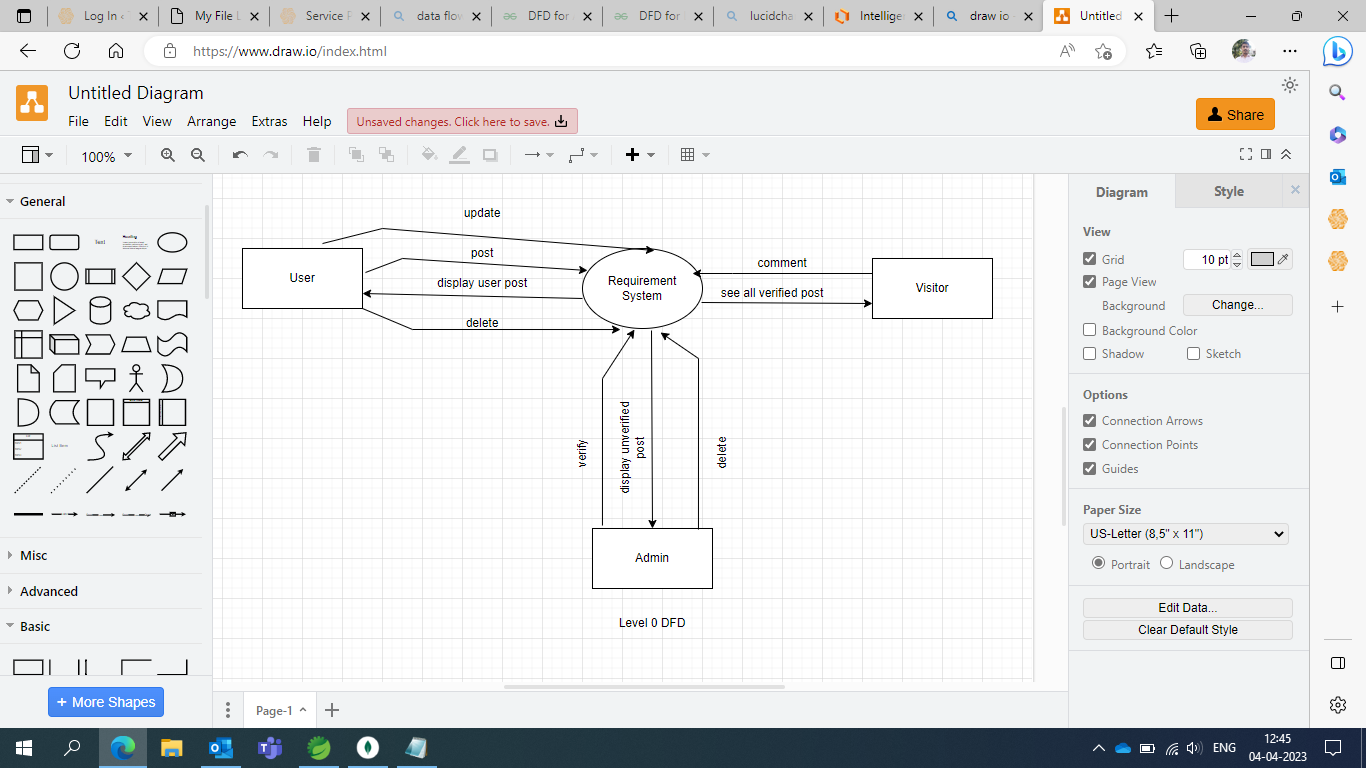 Log In ‹
My File L
Service R
data flow
DFD for
DFD for
lucidcha
Intellige
draw io
Untitled
https://www.draw.io/index.html
Untitled Diagram
File Edit View Arrange Extras Help
Unsaved changes. Click here to save.
Share
100%
General
Text
Heading
Misc
Advanced
Basic
+ More Shapes
update
post
User
display user post
delete
Requirement
System
comment
see all verified post
Visitor
verify
display unverified
post
delete
Admin
Level 0 DFD
Page-1
Diagram
Style
View
Grid
10 pt
Page View
Background
Change...
Background Color
Shadow
Sketch
Options
Connection Arrows
Connection Points
Guides
Paper Size
US-Letter (8,5" x 11")
Portrait
Landscape
Edit Data...
Clear Default Style
ENG
12:45
04-04-2023